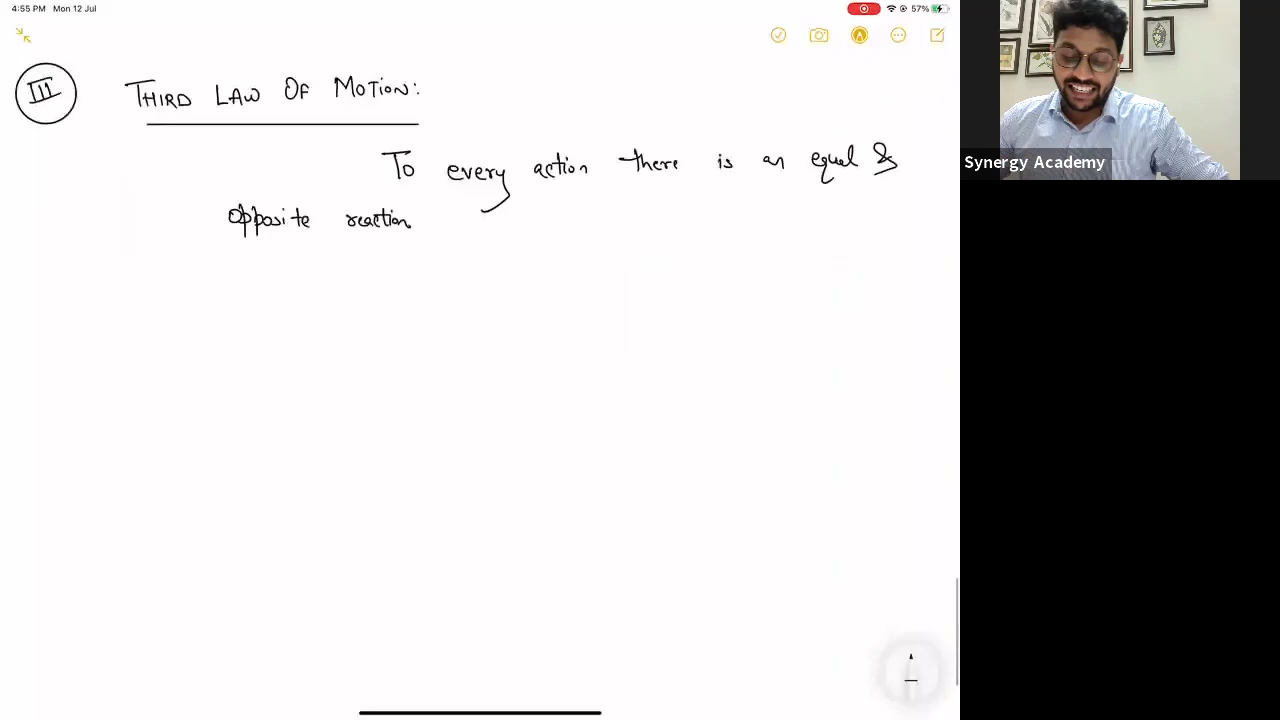 4:55 PM Mon 12 Jul
57%
III THIRD LAW OF MOTION:
To every action there is an equal &
opposite reaction
Synergy Academy